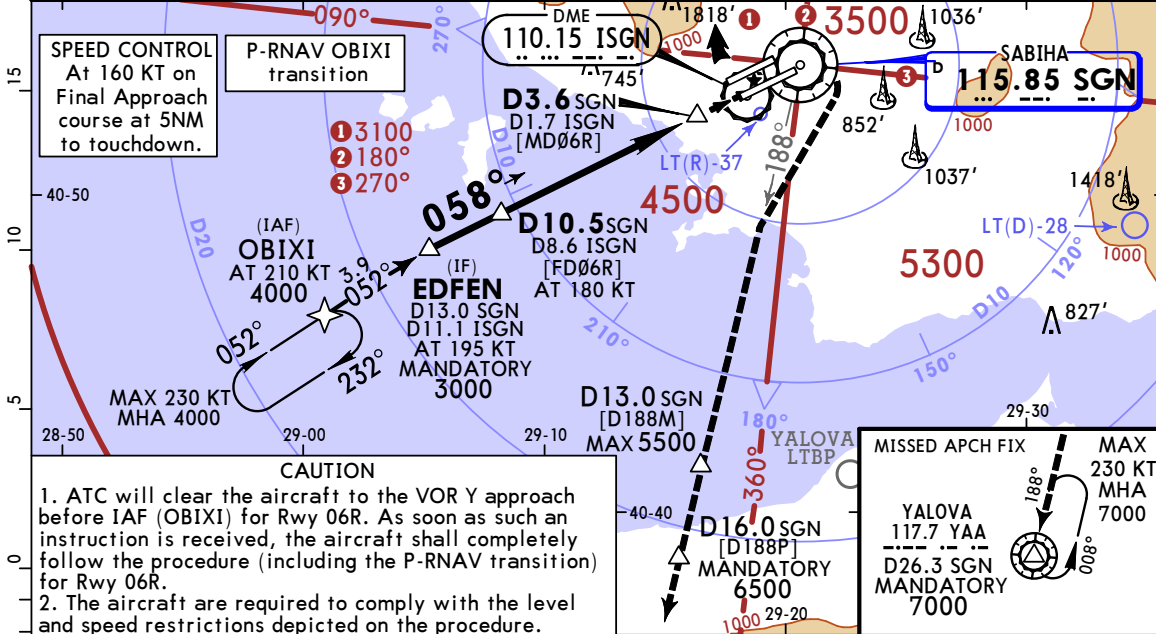 090°
270°
SPEED CONTROL
At 160 KT on
Final Approach
course at 5NM
to touchdown.
P-RNAV OBIXI
transition
DME
110.15 ISGN
1818'
1
2
3500
1036'
1000
745'
SABIHA
D
115.85 SGN
3
1000
852'
1037'
15
D3.6 SGN
D1.7 ISGN
[MDØ6R]
1 3100
2 180°
3 270°
D10
LT(R)-37
188°
4500
1418'
40-50
058°
D20
D10.5 SGN
D8.6 ISGN
[FDØ6R]
AT 180 KT
LT(D)-28
1000
120°
5300
10
(IAF)
OBIXI
AT 210 KT
4000
3.9
052°
(IF)
EDFEN
D13.0 SGN
D11.1 ISGN
AT 195 KT
MANDATORY
3000
D10
827'
210°
150°
052°
232°
MAX 230 KT
MHA 4000
5
D13.0 SGN
[D188M]
MAX 5500
180°
YALOVA
LTBP
360°
28-50
29-00
29-10
29-30
40-40
CAUTION
1. ATC will clear the aircraft to the VOR Y approach
before IAF (OBIXI) for Rwy 06R. As soon as such an
instruction is received, the aircraft shall completely
follow the procedure (including the P-RNAV transition)
for Rwy 06R.
2. The aircraft are required to comply with the level
and speed restrictions depicted on the procedure.
0
D16.0 SGN
[D188P]
MANDATORY
6500
1000
29-20
MISSED APCH FIX
MAX
230 KT
MHA
7000
188°
008°
YALOVA
117.7 YAA
D26.3 SGN
MANDATORY
7000